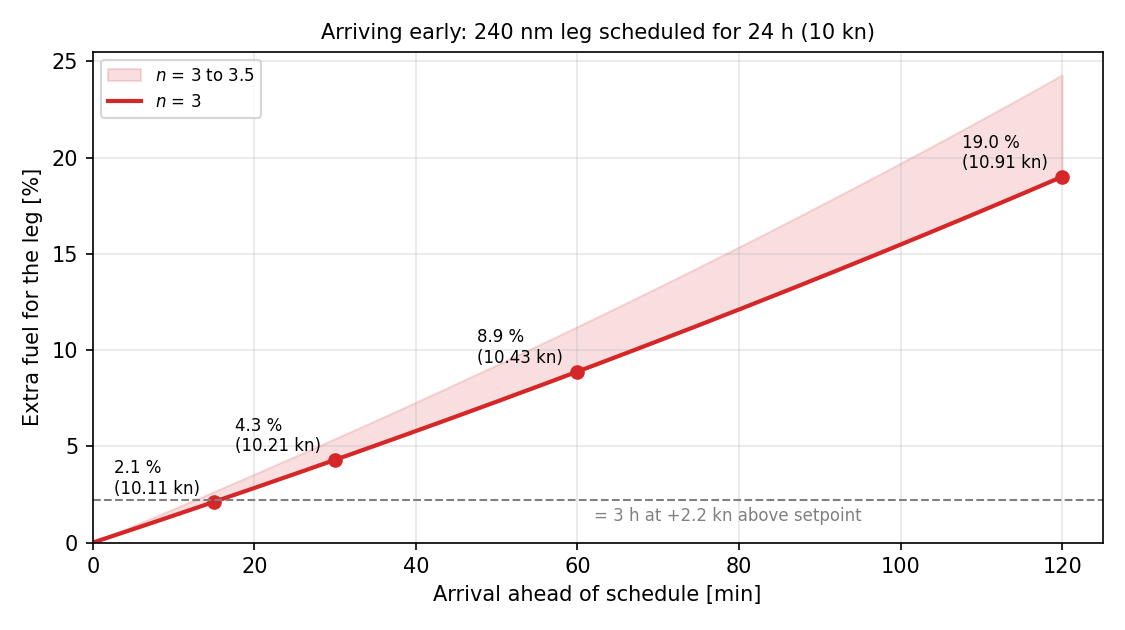 Arriving early: 240 nm leg scheduled for 24 h (10 kn)
Extra fuel for the leg [%]
25
20
15
10
5
0
n = 3 to 3.5
n = 3
19.0 %
(10.91 kn)
8.9 %
(10.43 kn)
4.3 %
(10.21 kn)
2.1 %
(10.11 kn)
= 3 h at +2.2 kn above setpoint
0
20
40
60
80
100
120
Arrival ahead of schedule [min]